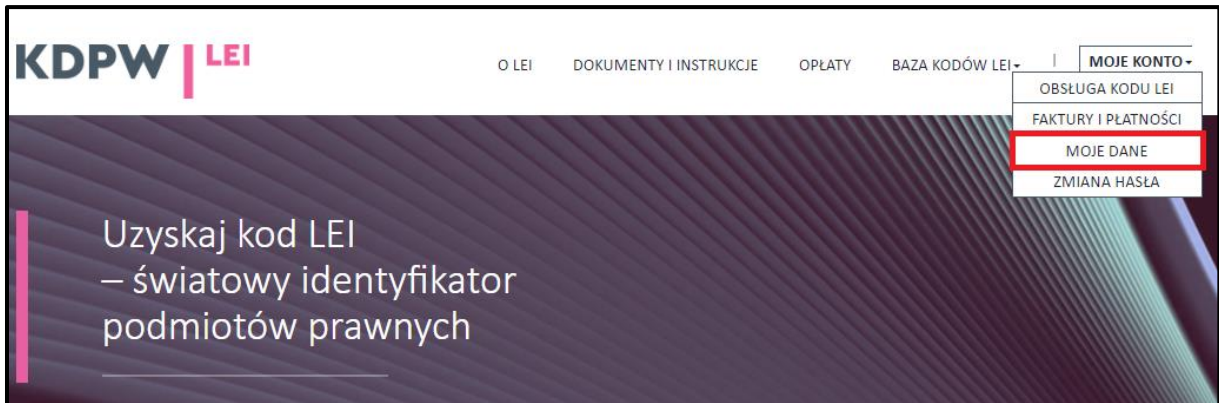 KDPW | LEI
O LEI DOKUMENTY I INSTRUKCJE OPŁATY BAZA KODÓW LEI | MOJE KONTO
OBSŁUGA KODU LEI
FAKTURY I PŁATNOŚCI
MOJE DANE
ZMIANA HASŁA
Uzyskaj kod LEI
– światowy identyfikator
podmiotów prawnych